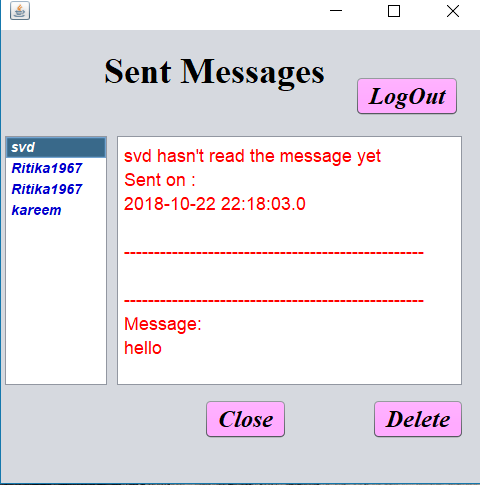 Sent Messages
LogOut
svd
Ritika1967
Ritika1967
kareem
svd hasn't read the message yet
Sent on :
2018-10-22 22:18:03.0
--------------------------------------------------
--------------------------------------------------
Message:
hello
Close
Delete